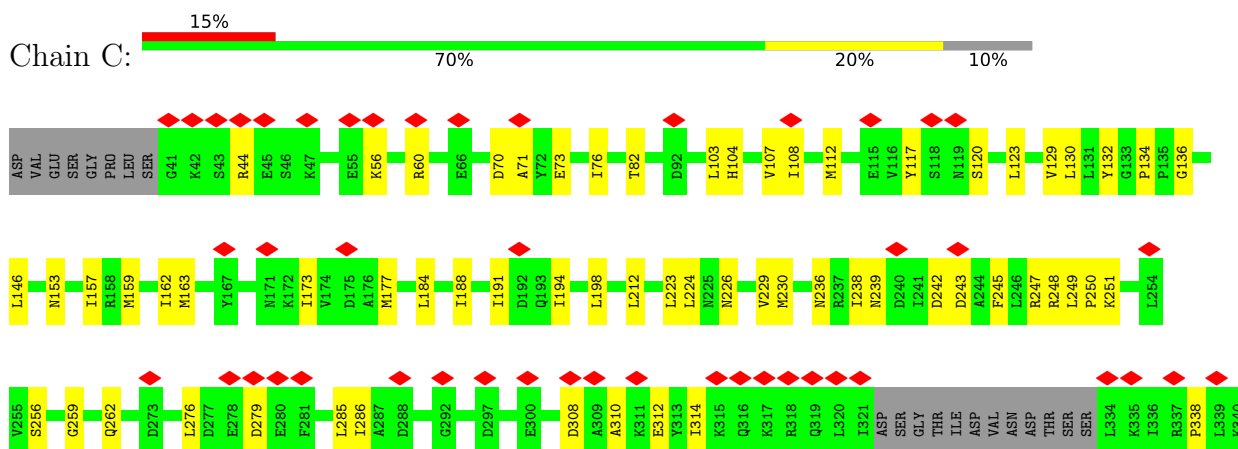 15%
Chain C:
70% 20% 10%
ASP VAL GLU SER GLY PRO LEU SER G41 K42 S43 R44 E45 S46 K47 E55 K56 R60 E66 D70 A71 Y72 E73 I76 T82 D92 L103 H104 V107 I108 M112 E115 V116 Y117 S118 N119 S120 L123 V129 L130 L131 Y132 G133 P134 P135 G136
L146 N153 I157 R158 M159 I162 M163 Y167 N171 K172 I173 V174 D175 A176 M177 L184 I188 I191 D192 Q193 I194 L198 L212 L223 L224 N225 N226 V229 M230 N236 R237 I238 N239 D240 I241 D242 D243 A244 F245 L246 R247 R248 L249 P250 K251 L254
V255 S256 G259 Q262 D273 L276 D277 E278 D279 E280 F281 L285 I286 A287 D288 G292 D297 E300 D308 A309 A310 K311 E312 Y313 I314 K315 Q316 K317 R318 Q319 L320 I321 ASP SER GLY THR ILE ASP VAL ASN ASP THR SER SER L334 K335 I336 R337 P338 L339 K340